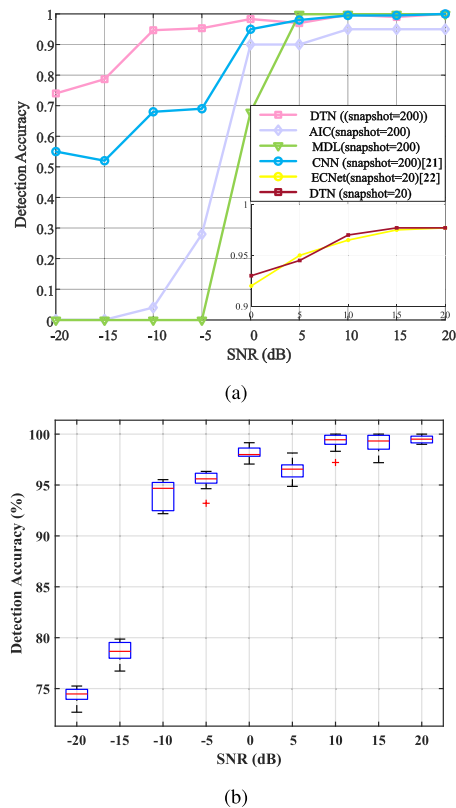 1
0.9
0.8
0.7
0.6
0.5
0.4
0.3
0.2
0.1
0
Detection Accuracy
DTN ((snapshot=200))
AIC(snapshot=200)
MDL(snapshot=200)
CNN (snapshot=200)[21]
ECNet(snapshot=20)[22]
DTN (snapshot=20)
1
0.95
0.9
0 5 10 15 20
-20 -15 -10 -5 0 5 10 15 20
SNR (dB)
(a)
100
95
90
85
80
75
Detection Accuracy (%)
-20 -15 -10 -5 0 5 10 15 20
SNR (dB)
(b)